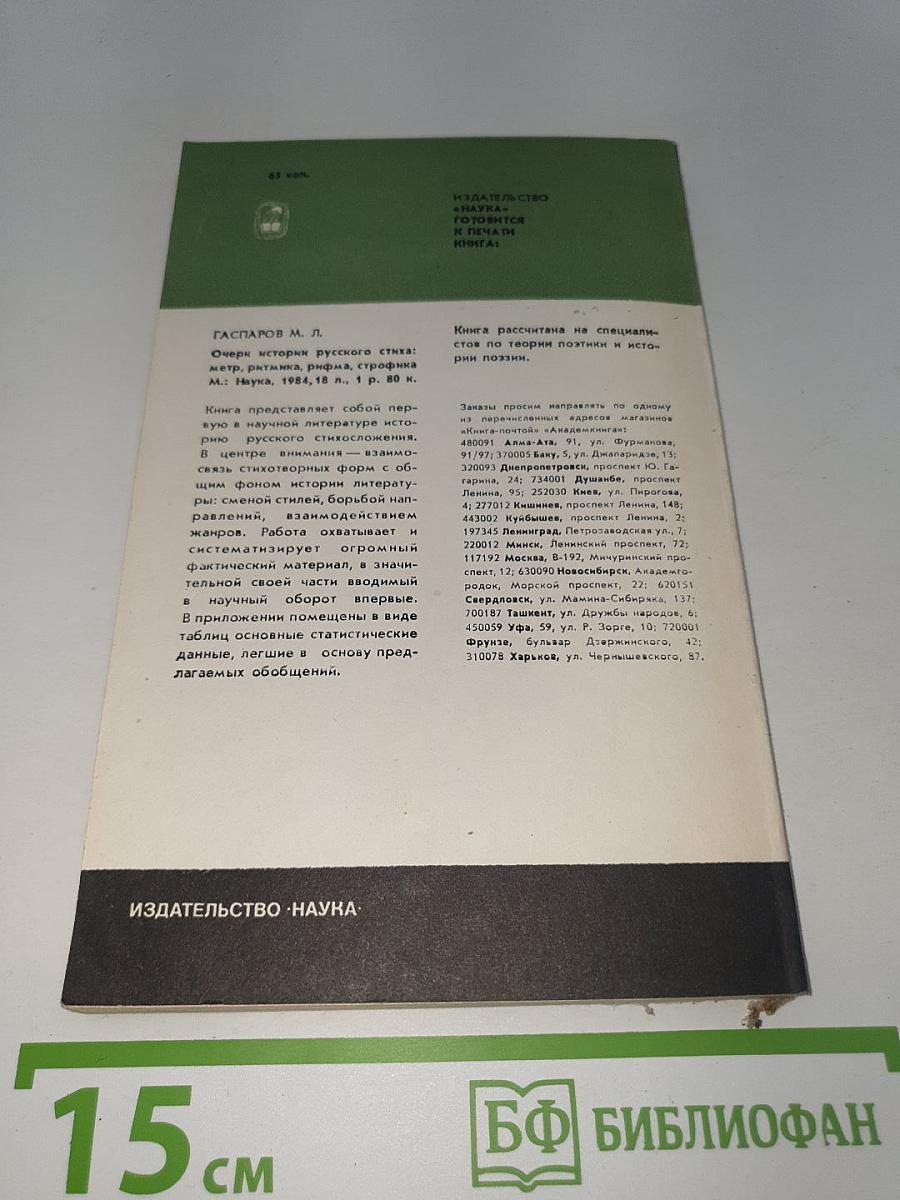 65 коп.
ИЗДАТЕЛЬСТВО
«НАУКА»
ГОТОВИТСЯ
К ПЕЧАТИ
КНИГА:
ГАСПАРОВ М. Л.
Очерк истории русского стиха:
метр, ритмика, рифма, строфика
М.: Наука, 1984, 18 л., 1 р. 80 к.
Книга представляет собой пер-
вую в научной литературе исто-
рию русского стихосложения.
В центре внимания — взаимо-
связь стихотворных форм с об-
щим фоном истории литерату-
ры: сменой стилей, борьбой нап-
равлений, взаимодействием
жанров. Работа охватывает и
систематизирует огромный
фактический материал, в значи-
тельной своей части вводимый
в научный оборот впервые.
В приложении помещены в виде
таблиц основные статистические
данные, легшие в основу пред-
лагаемых обобщений.
Книга рассчитана на специали-
стов по теории поэтики и исто-
рии поэзии.
Заказы просим направлять по одному
из перечисленных адресов магазинов
«Книга-почтой» «Академкнига»:
480091 Алма-Ата, 91, ул. Фурманова,
91/97; 370005 Баку, 5, ул. Джапаридзе, 13;
320093 Днепропетровск, проспект Ю. Га-
гарина, 24; 734001 Душанбе, проспект
Ленина, 95; 252030 Киев, ул. Пирогова,
4; 277012 Кишинев, проспект Ленина, 148;
443002 Куйбышев, проспект Ленина, 2;
197345 Ленинград, Петрозаводская ул., 7;
220012 Минск, Ленинский проспект, 72;
117192 Москва, В-192, Мичуринский про-
спект, 12; 630090 Новосибирск, Академго-
родок, Морской проспект, 22; 620151
Свердловск, ул. Мамина-Сибиряка, 137;
700187 Ташкент, ул. Дружбы народов, 6;
450059 Уфа, 59, ул. Р. Зорге, 10; 720001
Фрунзе, бульвар Дзержинского, 42;
310078 Харьков, ул. Чернышевского, 87.
ИЗДАТЕЛЬСТВО ·НАУКА·
15 см
БФ БИБЛИОФАН